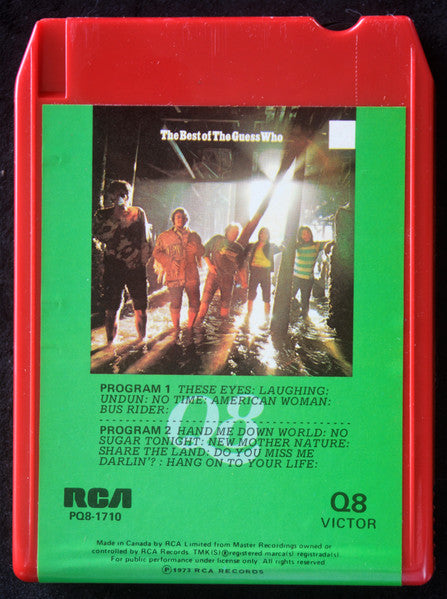 The Best of The Guess Who
PROGRAM 1 THESE EYES: LAUGHING:
UNDUN: NO TIME: AMERICAN WOMAN:
BUS RIDER:
Q8
PROGRAM 2 HAND ME DOWN WORLD: NO
SUGAR TONIGHT: NEW MOTHER NATURE:
SHARE THE LAND: DO YOU MISS ME
DARLIN'? : HANG ON TO YOUR LIFE:
RCA
PQ8-1710
Q8
VICTOR
Made in Canada by RCA Limited from Master Recordings owned or
controlled by RCA Records. TMK(S)®registered marca(s) registrada(s).
For public performance under license only. All rights reserved.
Ⓟ1973 RCA RECORDS